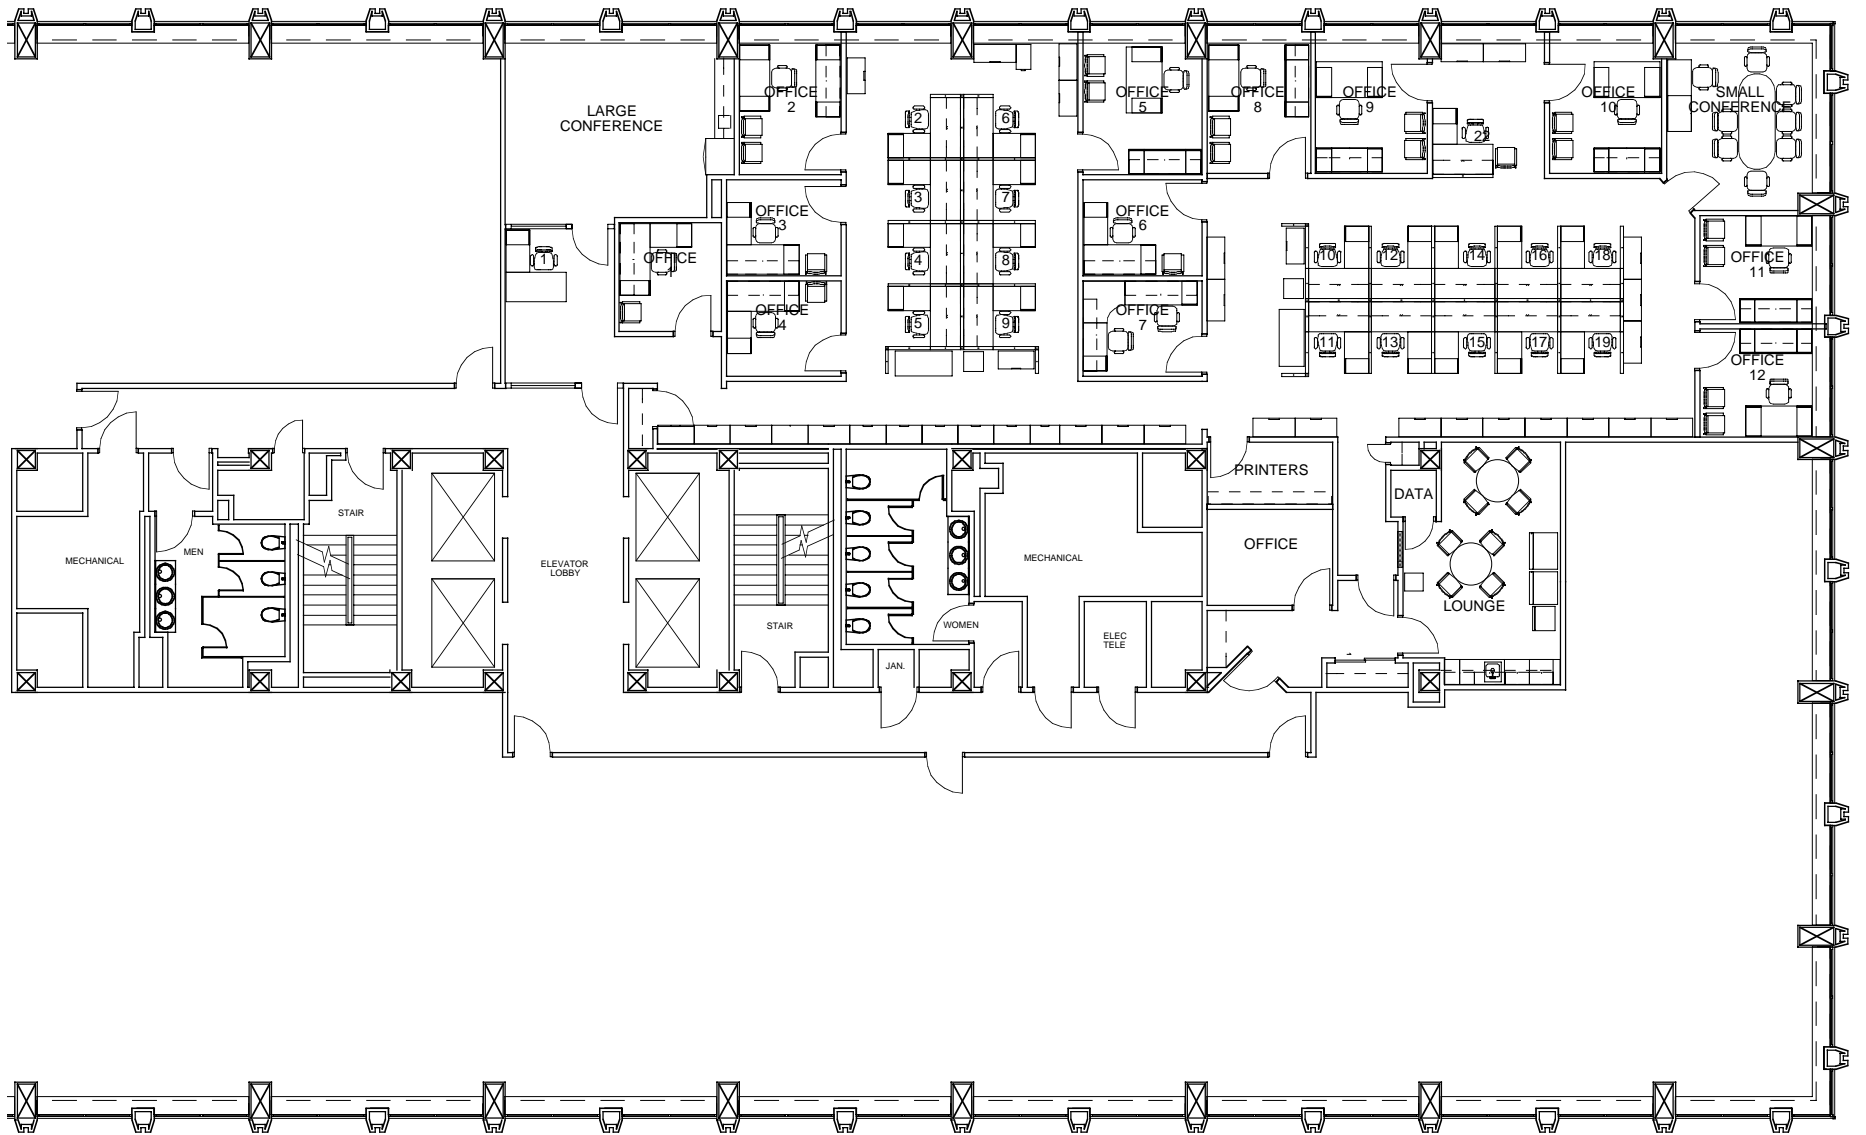 LARGE
CONFERENCE
OFFICE
2
OFFICE
5
OFFICE
8
OFFICE
9
OFFICE
10
SMALL
CONFERENCE
2
6
3
7
4
8
5
9
OFFICE
3
OFFICE
6
1
OFFICE
1
OFFICE
4
OFFICE
7
10
12
14
16
18
11
13
15
17
19
OFFICE
11
OFFICE
12
PRINTERS
DATA
OFFICE
LOUNGE
STAIR
MECHANICAL
MEN
ELEVATOR
LOBBY
STAIR
MECHANICAL
WOMEN
JAN.
ELEC
TELE